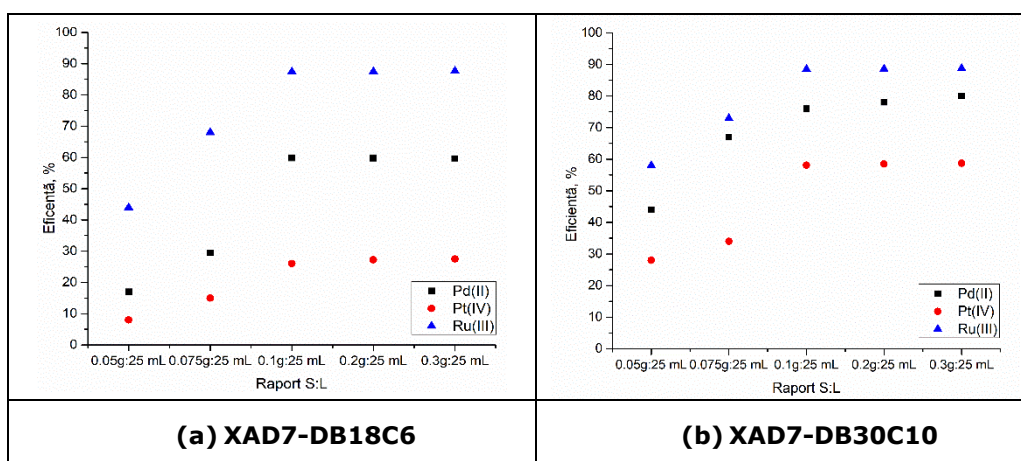 100
90
80
70
60
50
40
30
20
10
0
Eficentă, %
0.05g:25 mL 0.075g:25 mL 0.1g:25 mL 0.2g:25 mL 0.3g:25 mL
Raport S:L
Pd(II)
Pt(IV)
Ru(III)
(a) XAD7-DB18C6
100
90
80
70
60
50
40
30
20
10
0
Eficientă, %
0.05g:25 mL 0.075g:25 mL 0.1g:25 mL 0.2g:25 mL 0.3g:25 mL
Raport S:L
Pd(II)
Pt(IV)
Ru(III)
(b) XAD7-DB30C10